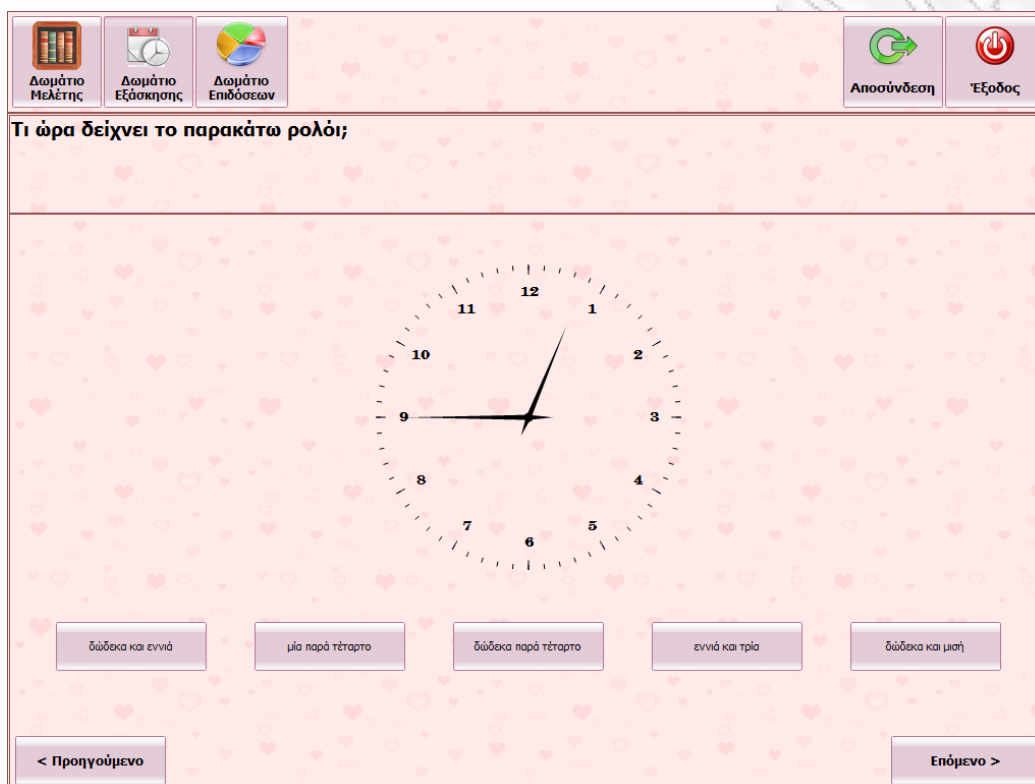 Δωμάτιο
Μελέτης
Δωμάτιο
Εξάσκησης
Δωμάτιο
Επιδόσεων
Αποσύνδεση
Έξοδος
Τι ώρα δείχνει το παρακάτω ρολόι;
12
11
1
10
2
9
3
8
4
7
5
6
δώδεκα και εννιά
μία παρά τέταρτο
δώδεκα παρά τέταρτο
εννιά και τρία
δώδεκα και μισή
< Προηγούμενο
Επόμενο >